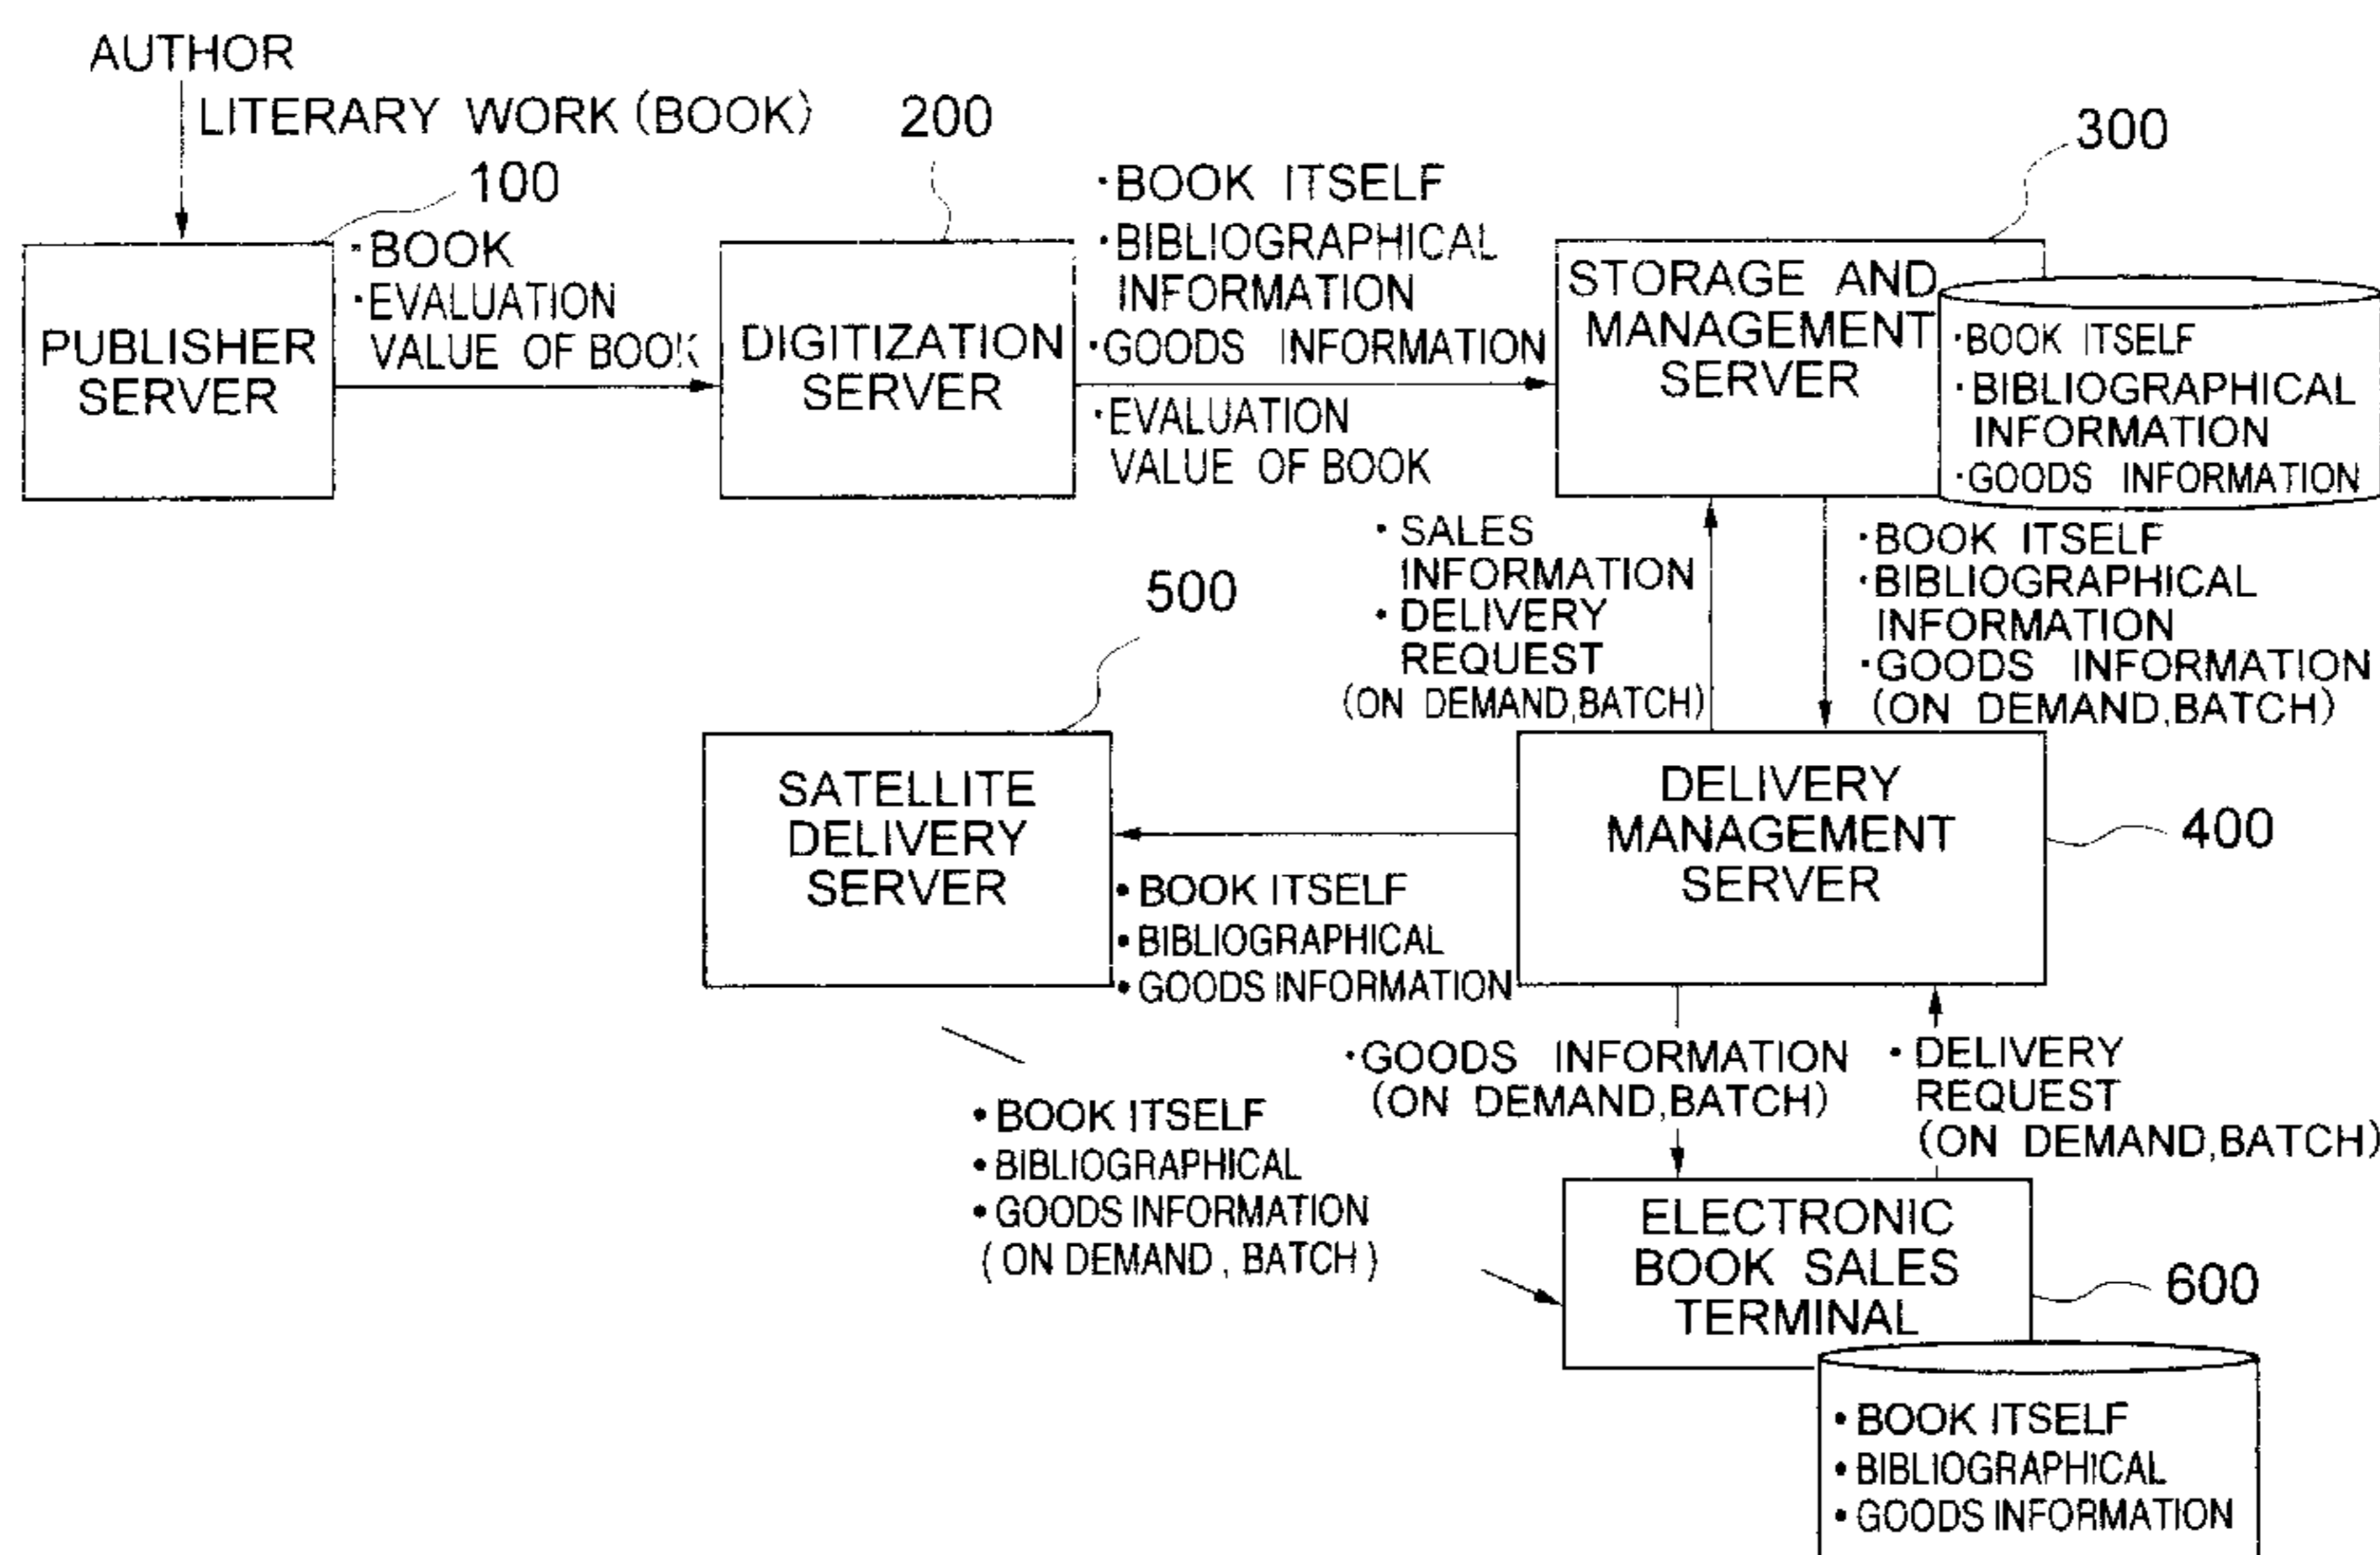 AUTHOR
LITERARY WORK (BOOK)
100
PUBLISHER
SERVER
·BOOK
·EVALUATION
VALUE OF BOOK
200
DIGITIZATION
SERVER
·BOOK ITSELF
·BIBLIOGRAPHICAL
INFORMATION
·GOODS INFORMATION
·EVALUATION
VALUE OF BOOK
300
STORAGE AND
MANAGEMENT
SERVER
·BOOK ITSELF
·BIBLIOGRAPHICAL
INFORMATION
·GOODS INFORMATION
· SALES
INFORMATION
· DELIVERY
REQUEST
(ON DEMAND,BATCH)
·BOOK ITSELF
·BIBLIOGRAPHICAL
INFORMATION
·GOODS INFORMATION
(ON DEMAND,BATCH)
500
SATELLITE
DELIVERY
SERVER
• BOOK ITSELF
• BIBLIOGRAPHICAL
• GOODS INFORMATION
DELIVERY
MANAGEMENT
SERVER
400
·GOODS INFORMATION
(ON DEMAND,BATCH)
· DELIVERY
REQUEST
(ON DEMAND,BATCH)
• BOOK ITSELF
• BIBLIOGRAPHICAL
• GOODS INFORMATION
(ON DEMAND, BATCH)
ELECTRONIC
BOOK SALES
TERMINAL
600
• BOOK ITSELF
• BIBLIOGRAPHICAL
• GOODS INFORMATION